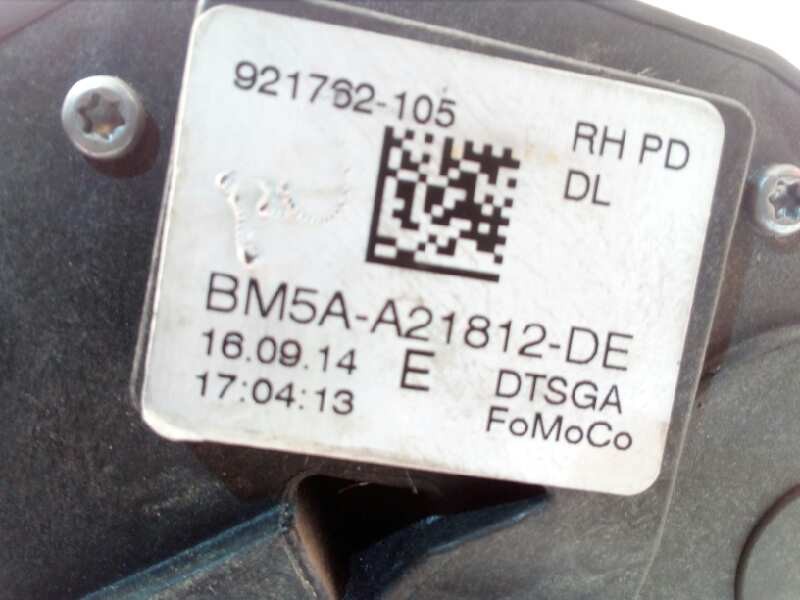 921762-105
RH PD
DL
BM5A-A21812-DE
16.09.14 E DTSGA
17:04:13 FoMoCo